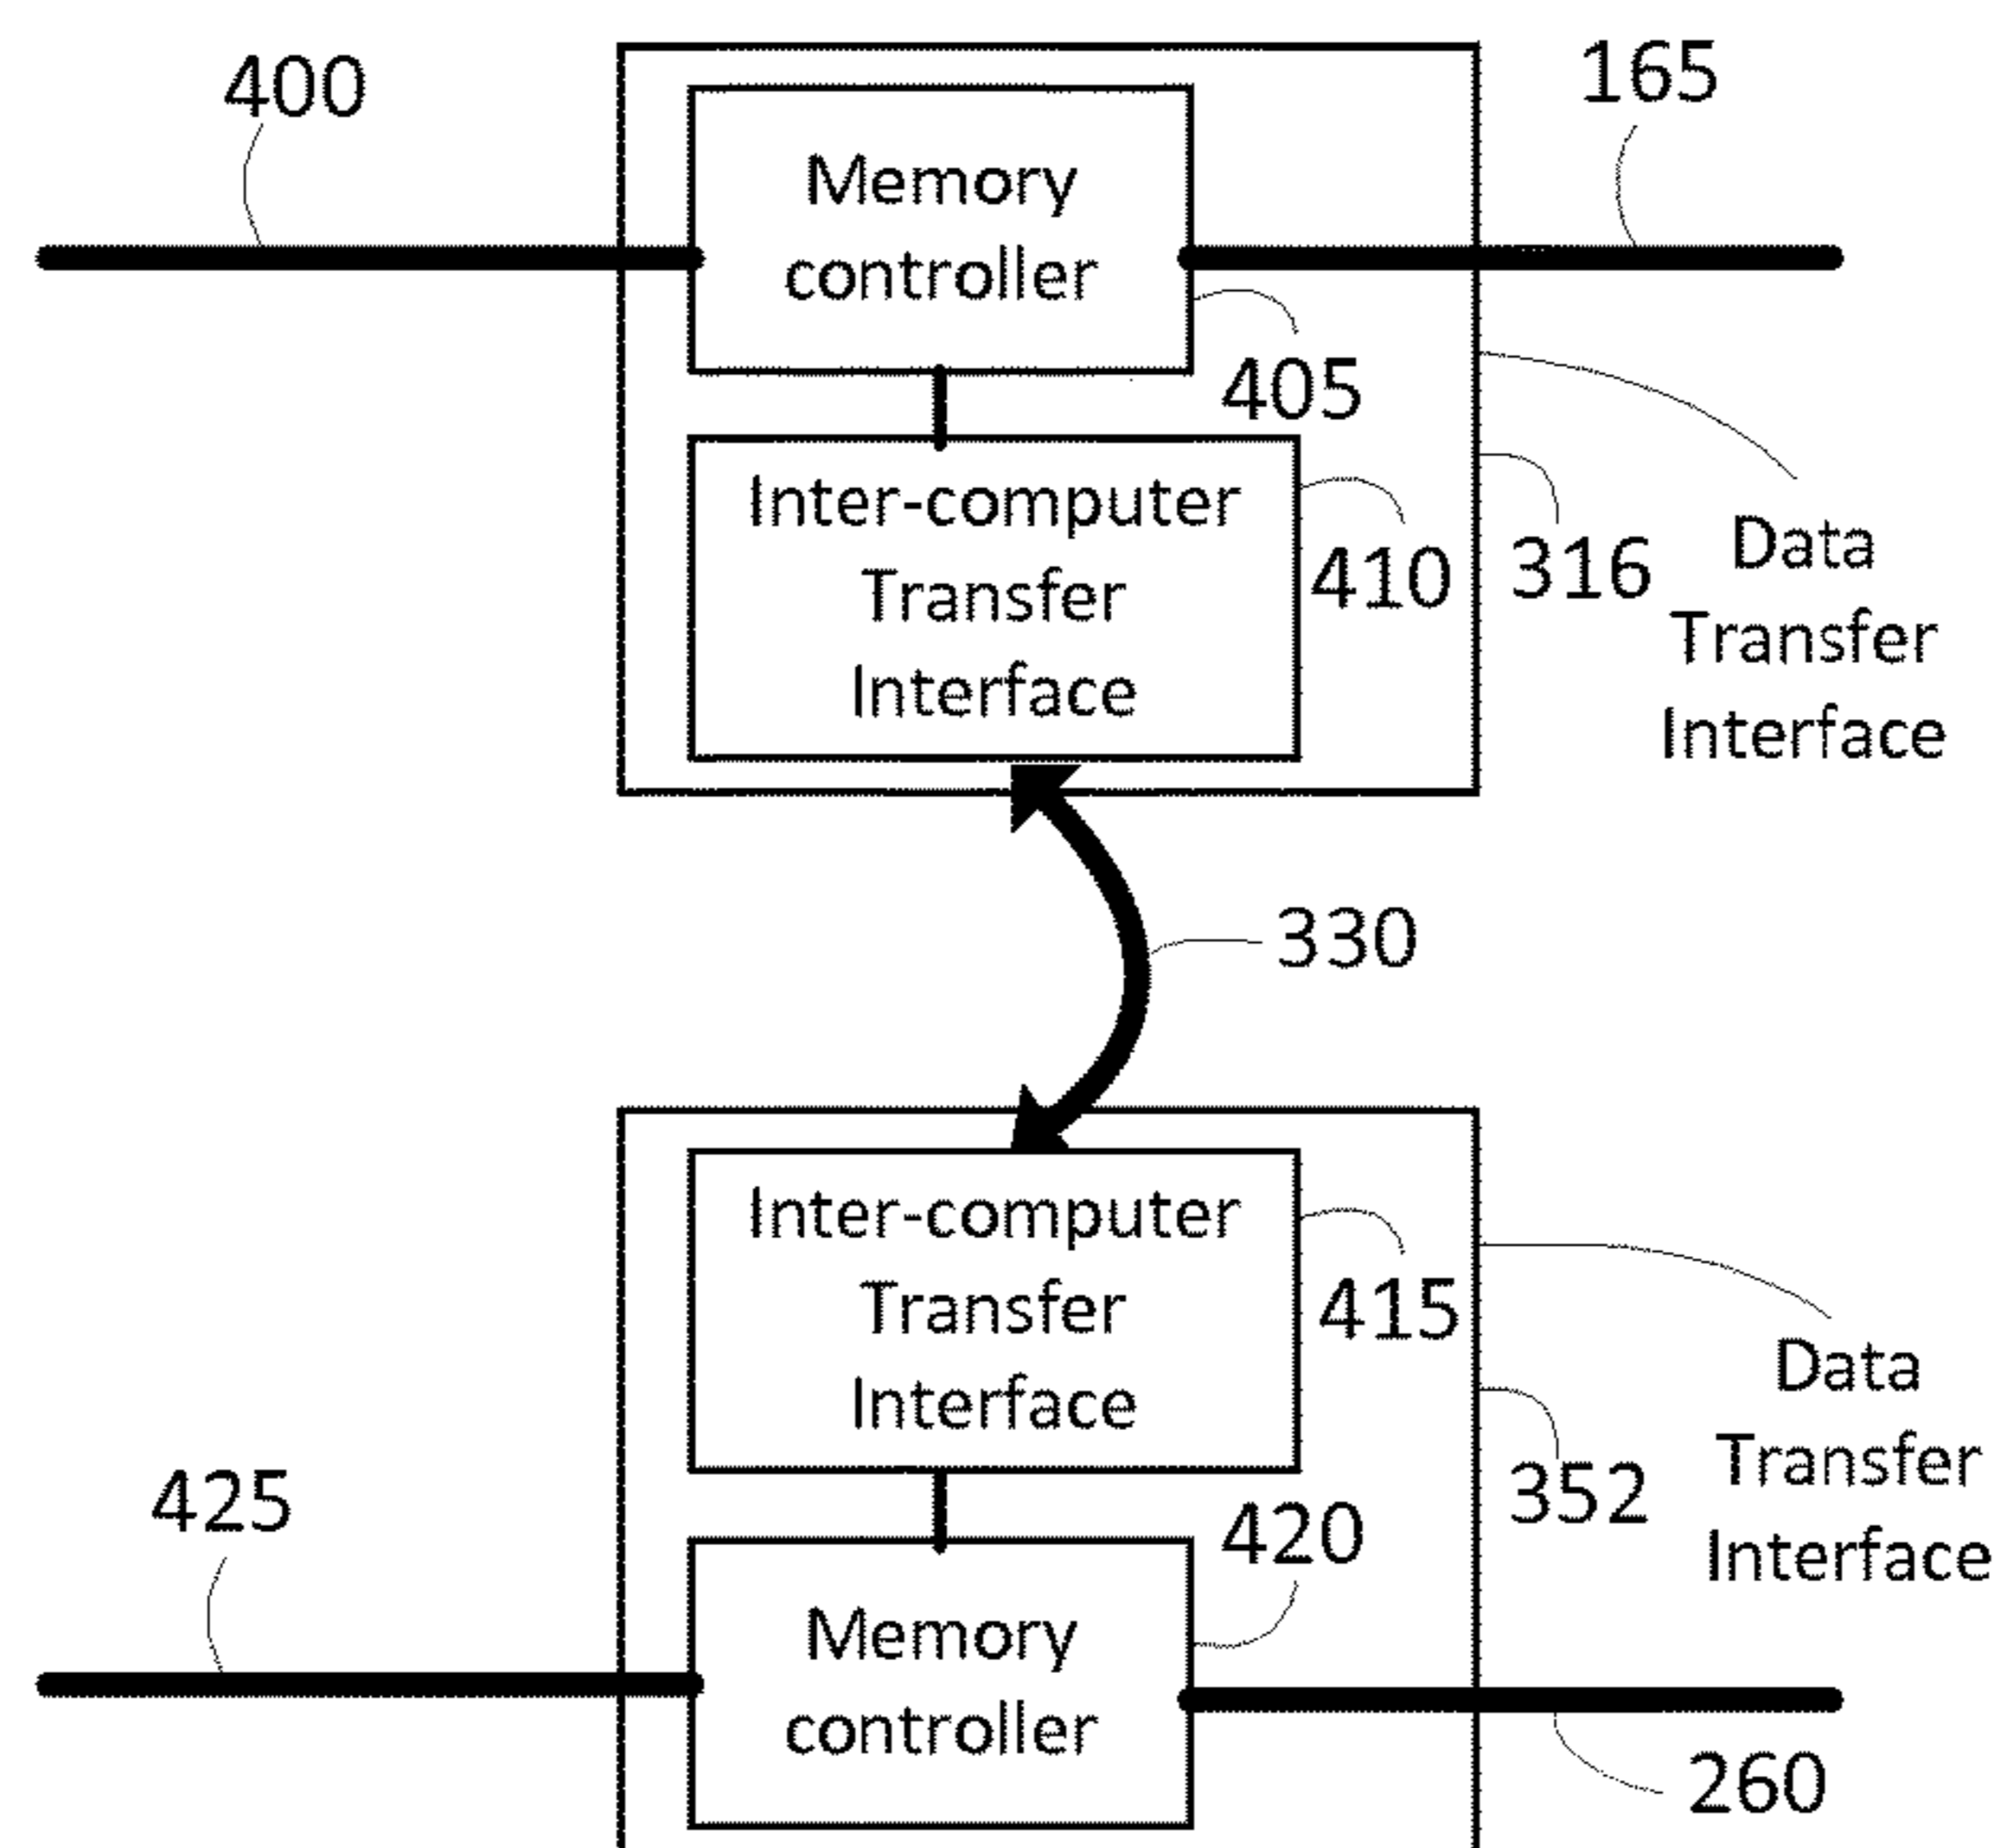 400
165
Memory
controller
405
Inter-computer
Transfer
Interface
410
316
Data
Transfer
Interface
330
Inter-computer
Transfer
Interface
415
352
Data
Transfer
Interface
425
420
Memory
controller
260